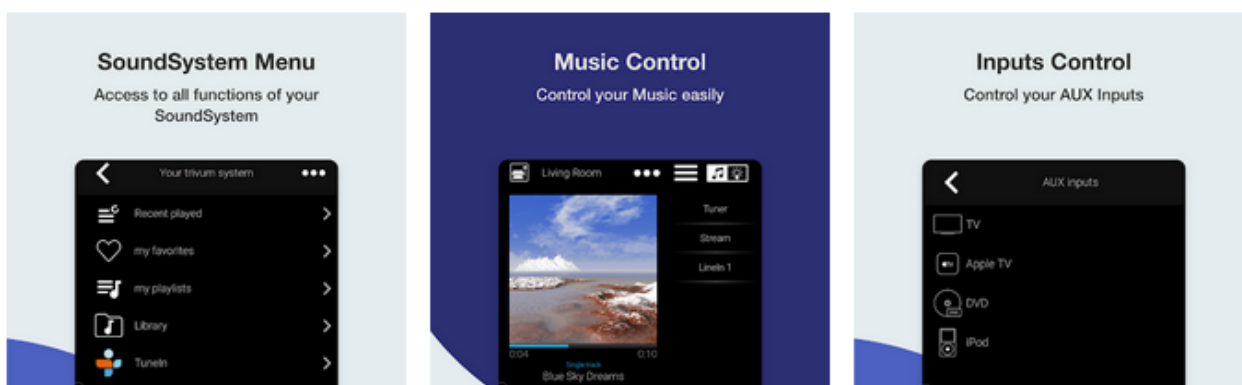 SoundSystem Menu
Access to all functions of your
SoundSystem
Your trivum system
Recent played
my favorites
my playlists
Library
TuneIn
Music Control
Control your Music easily
Living Room
Tuner
Stream
LineIn 1
0:04
0:10
Single track
Blue Sky Dreams
Inputs Control
Control your AUX Inputs
AUX inputs
TV
Apple TV
DVD
iPod